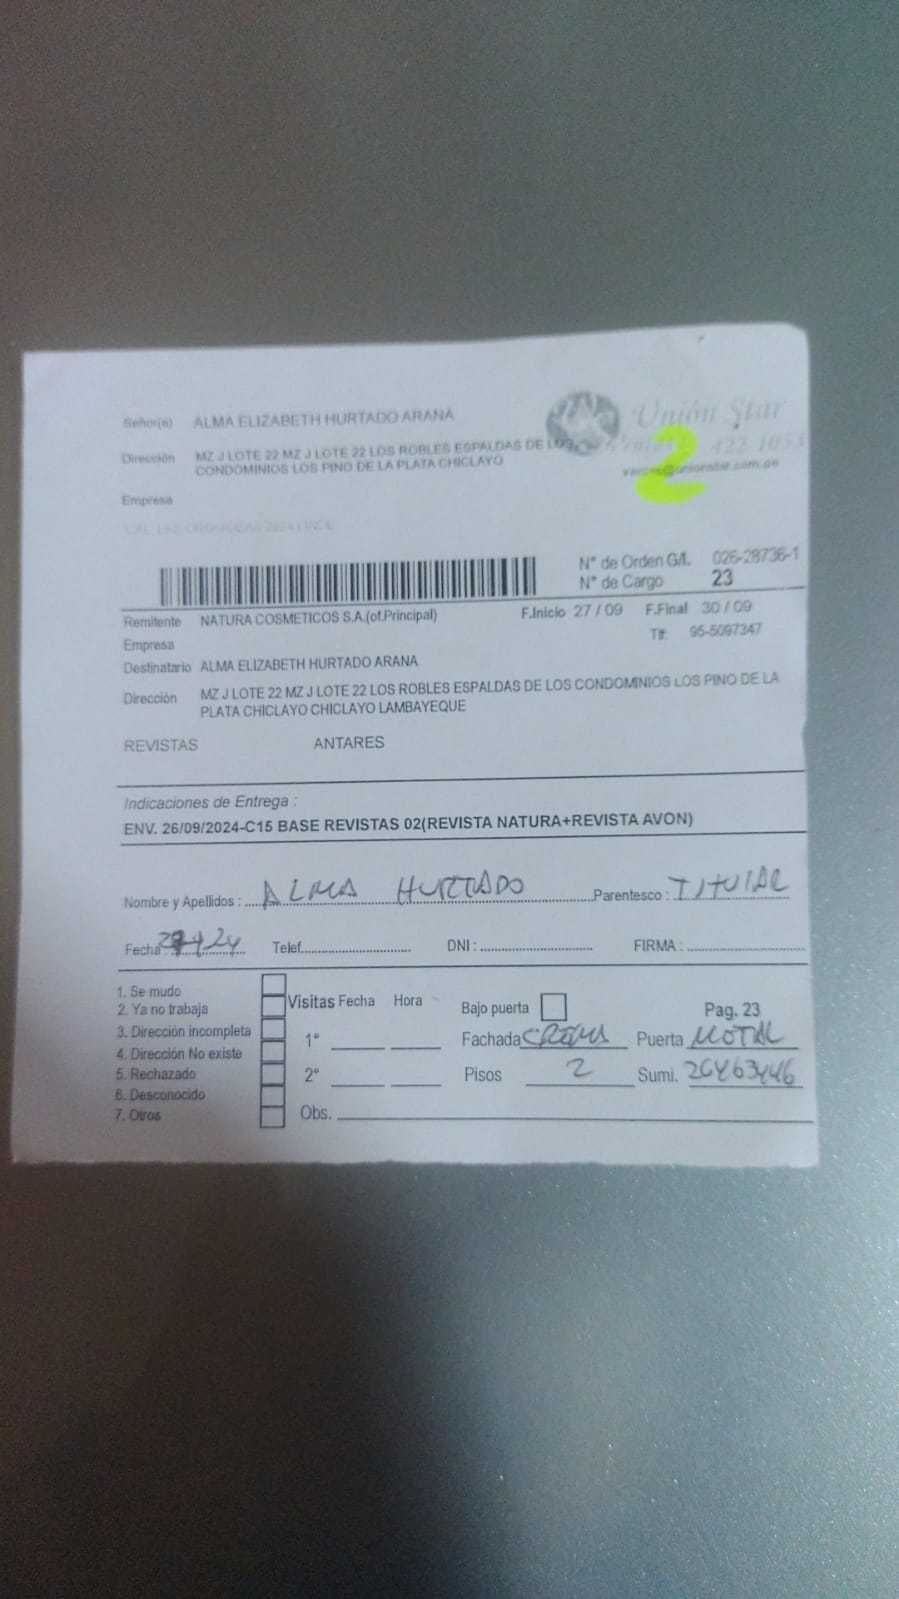 Señor(a) ALMA ELIZABETH HURTADO ARANA
Unión Star
422 1053
2
Dirección MZ J LOTE 22 MZ J LOTE 22 LOS ROBLES ESPALDAS DE LOS
CONDOMINIOS LOS PINO DE LA PLATA CHICLAYO
Empresa
N° de Orden G/I. 026-28736-1
N° de Cargo 23
Remitente NATURA COSMETICOS S.A.(of.Principal) F.Inicio 27 / 09 F.Final 30 / 09
Empresa Tlf: 95-5097347
Destinatario ALMA ELIZABETH HURTADO ARANA
Dirección MZ J LOTE 22 MZ J LOTE 22 LOS ROBLES ESPALDAS DE LOS CONDOMINIOS LOS PINO DE LA
PLATA CHICLAYO CHICLAYO LAMBAYEQUE
REVISTAS ANTARES
Indicaciones de Entrega :
ENV. 26/09/2024-C15 BASE REVISTAS 02(REVISTA NATURA+REVISTA AVON)
Nombre y Apellidos : ALMA HURTADO Parentesco : TITULAR
Fecha : Telef. DNI : FIRMA :
1. Se mudo
2. Ya no trabaja Visitas Fecha Hora Bajo puerta Pag. 23
3. Dirección incompleta 1° Fachada CREMA Puerta METAL
4. Dirección No existe
5. Rechazado 2° Pisos 2 Sumi. 26463446
6. Desconocido
7. Otros Obs.